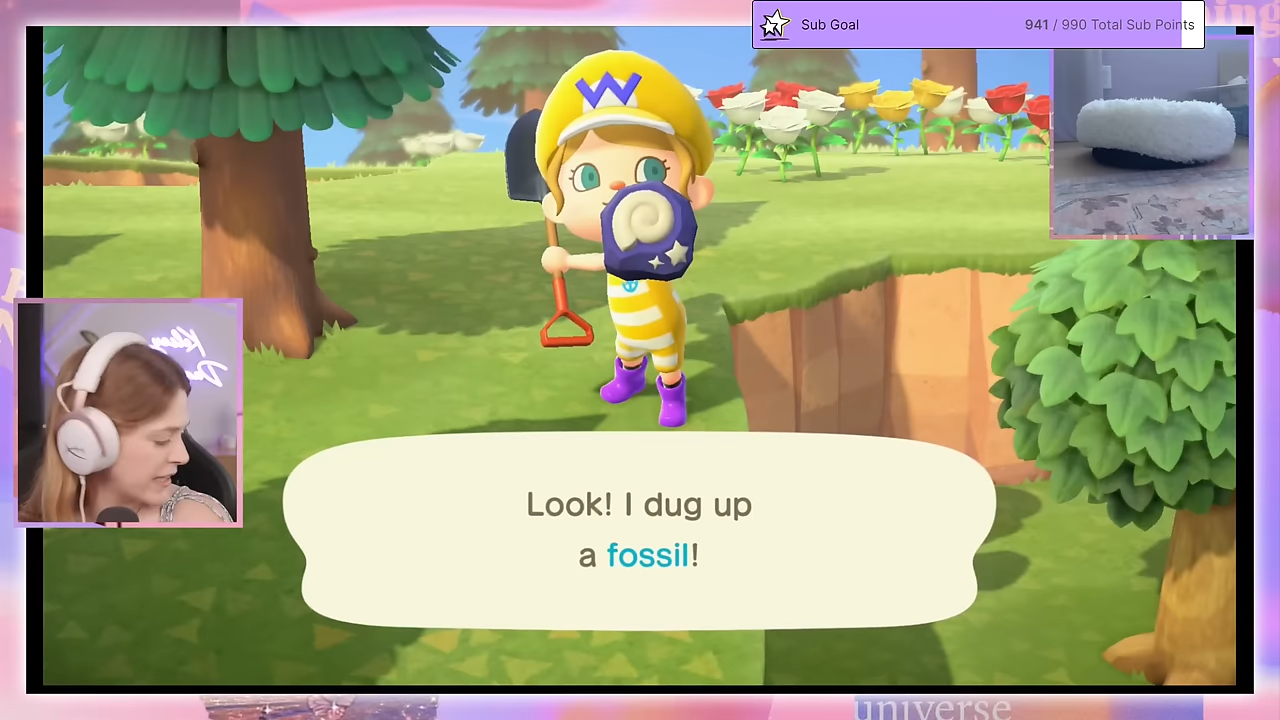 Sub Goal
941 / 990 Total Sub Points
W
Look! I dug up
a fossil!
universe